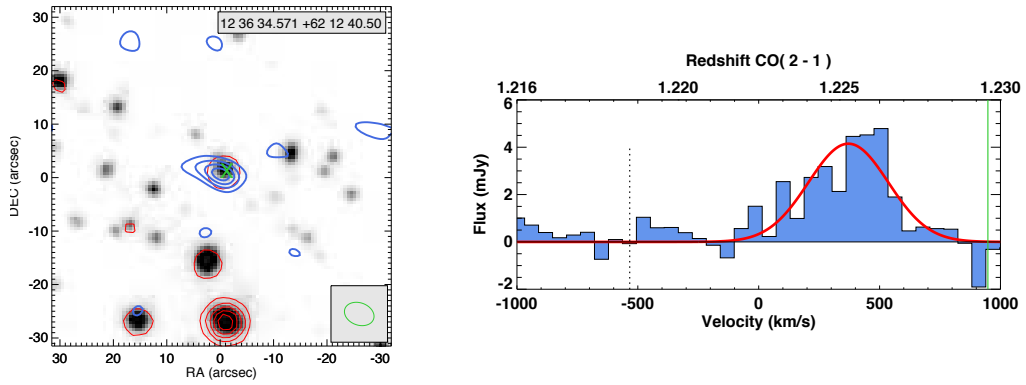 12 36 34.571 +62 12 40.50
30
20
10
0
-10
-20
-30
DEC (arcsec)
30 20 10 0 -10 -20 -30
RA (arcsec)
Redshift CO( 2 - 1 )
1.216 1.220 1.225 1.230
6
4
2
0
-2
Flux (mJy)
-1000 -500 0 500 1000
Velocity (km/s)